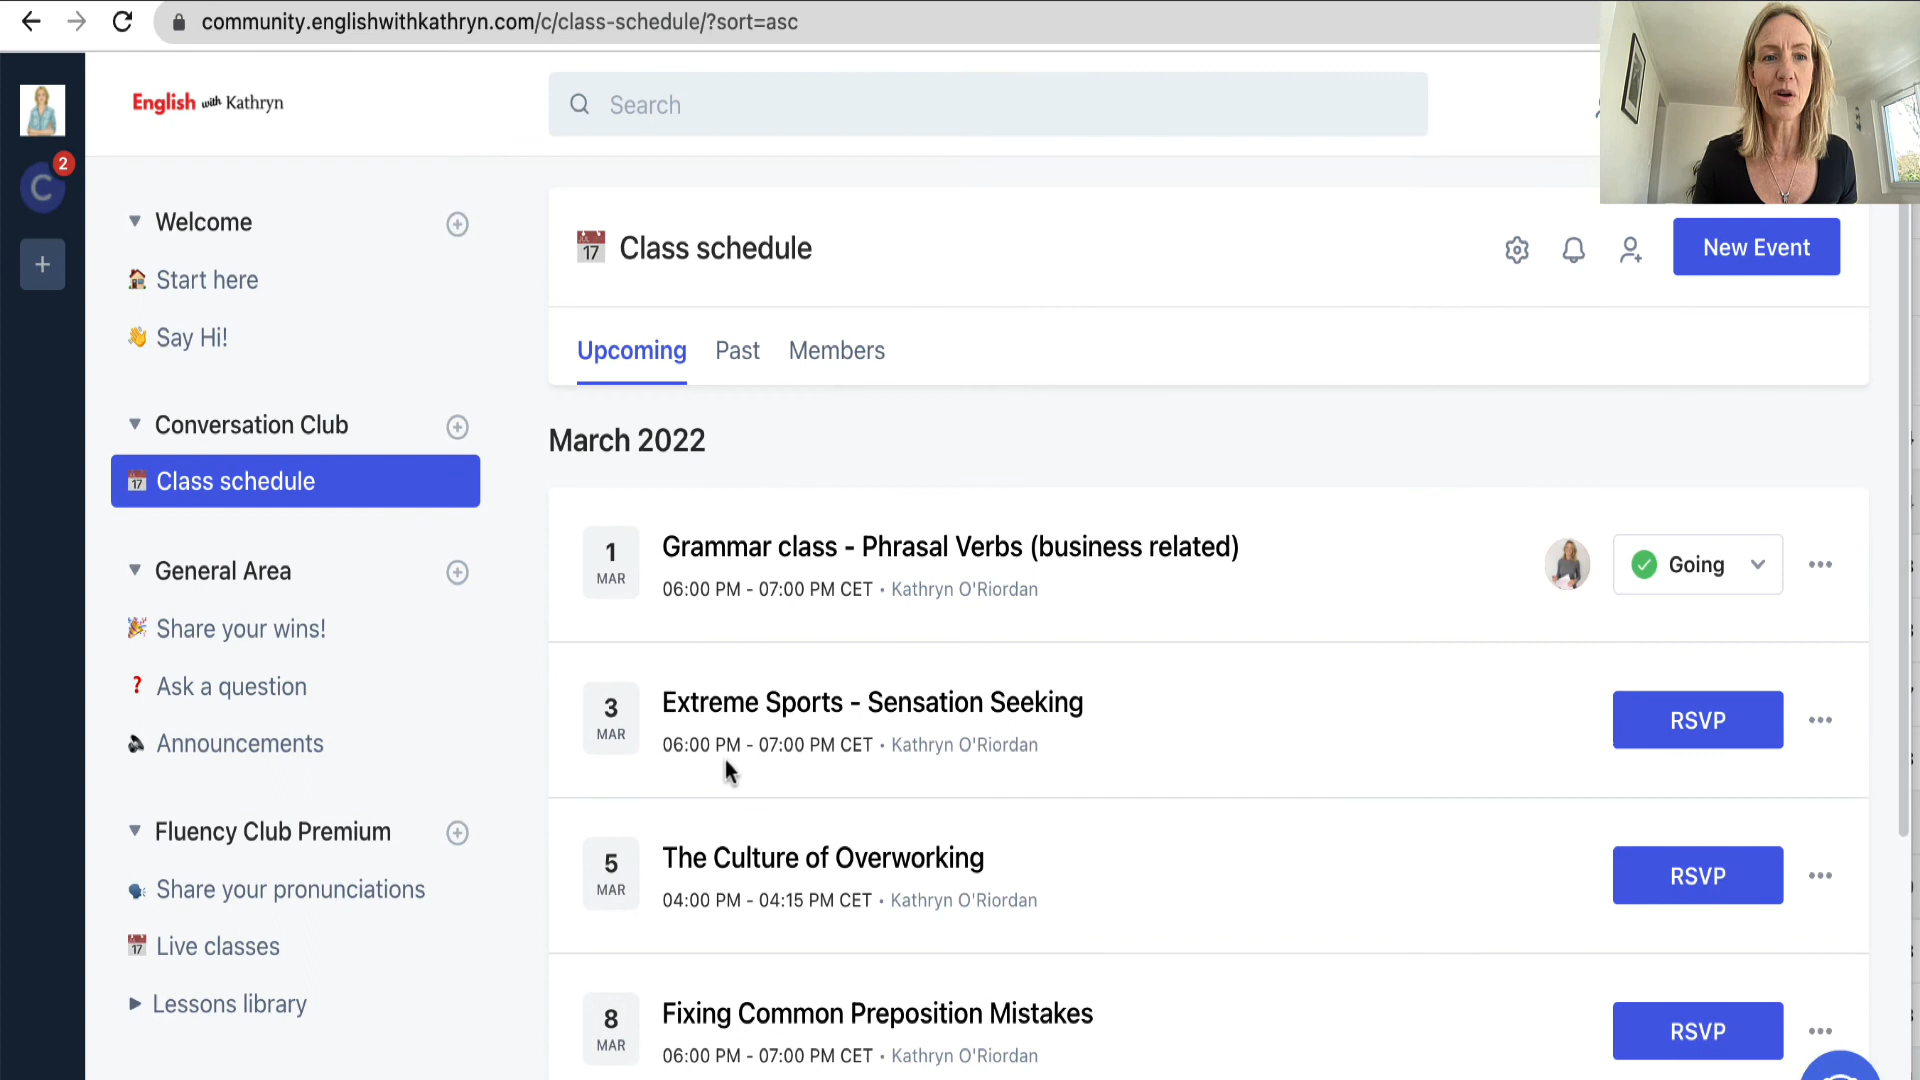 community.englishwithkathryn.com/c/class-schedule/?sort=asc
English with Kathryn
Search
2
C
Welcome
Start here
Say Hi!
Conversation Club
17 Class schedule
General Area
Share your wins!
Ask a question
Announcements
Fluency Club Premium
Share your pronunciations
17 Live classes
Lessons library
17 Class schedule
New Event
Upcoming
Past
Members
March 2022
1
MAR
Grammar class - Phrasal Verbs (business related)
06:00 PM - 07:00 PM CET • Kathryn O'Riordan
Going
3
MAR
Extreme Sports - Sensation Seeking
06:00 PM - 07:00 PM CET • Kathryn O'Riordan
RSVP
5
MAR
The Culture of Overworking
04:00 PM - 04:15 PM CET • Kathryn O'Riordan
RSVP
8
MAR
Fixing Common Preposition Mistakes
06:00 PM - 07:00 PM CET • Kathryn O'Riordan
RSVP